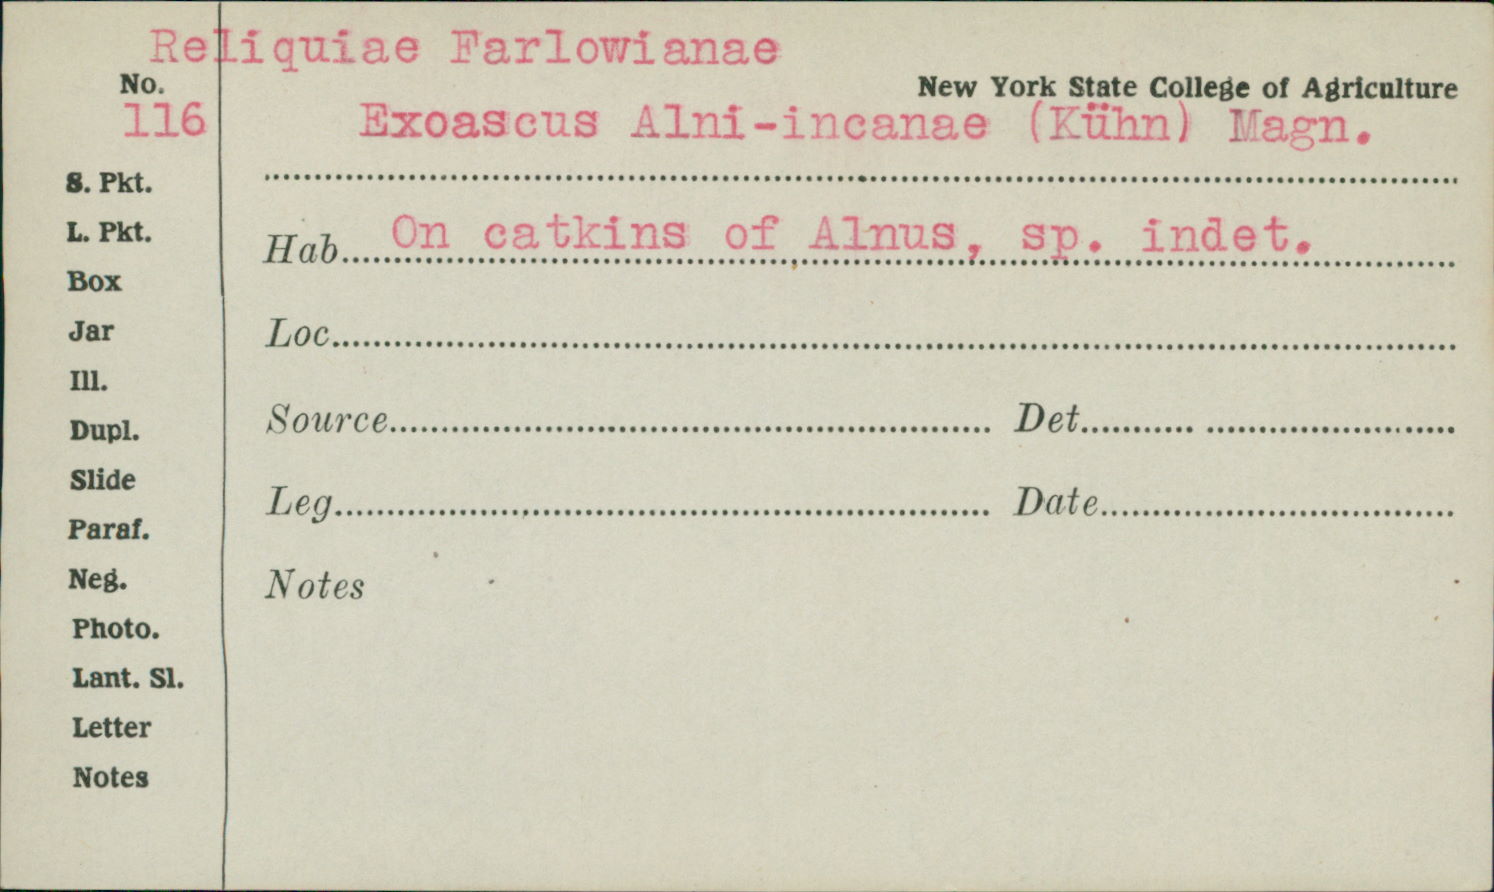 Reliquiae Farlowianae
No.
New York State College of Agriculture
116
Exoascus Alni-incanae (Kühn) Magn.
S. Pkt.
L. Pkt.
Hab. On catkins of Alnus, sp. indet.
Box
Jar
Loc.
Ill.
Dupl.
Source Det.
Slide
Leg. Date
Paraf.
Neg.
Notes
Photo.
Lant. Sl.
Letter
Notes